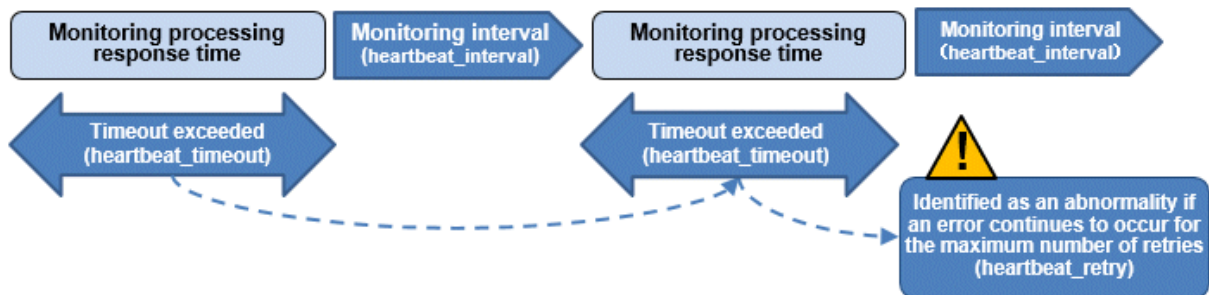 Monitoring processing
response time
Monitoring interval
(heartbeat_interval)
Monitoring processing
response time
Monitoring interval
(heartbeat_interval)
Timeout exceeded
(heartbeat_timeout)
Timeout exceeded
(heartbeat_timeout)
!
Identified as an abnormality if
an error continues to occur for
the maximum number of retries
(heartbeat_retry)